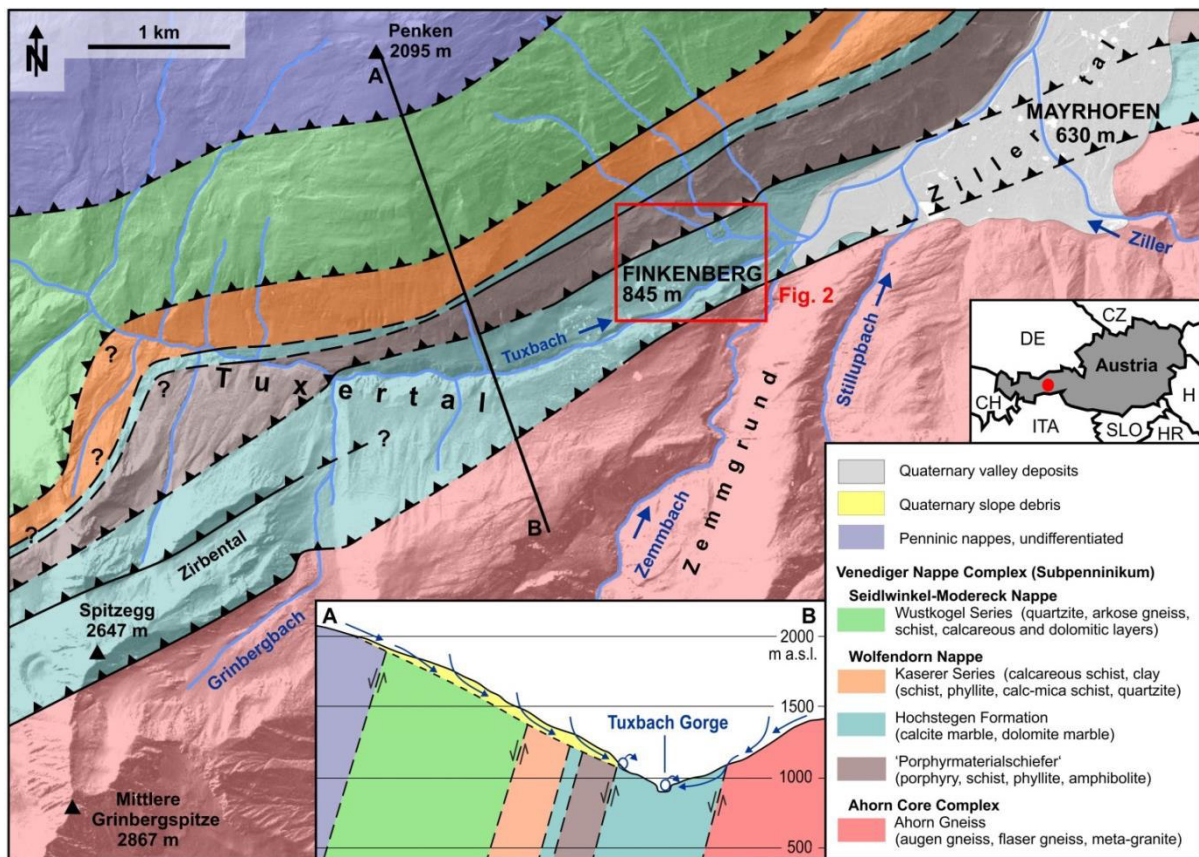 N
1 km
Penken
2095 m
A
MAYRHOFEN
630 m
Zillertal
Ziller
FINKENBERG
845 m
Fig. 2
Tuxbach
Tuxertal
?
?
?
?
?
Stillupbach
Zemmgrund
Zemmbach
B
Zirbental
Spitzegg
2647 m
Grinbergbach
Mittlere
Grinbergspitze
2867 m
DE
CZ
Austria
CH
ITA
SLO
HR
H
A
B
2000
m a.s.l.
1500
1000
500
Tuxbach Gorge
Quaternary valley deposits
Quaternary slope debris
Penninic nappes, undifferentiated
Venediger Nappe Complex (Subpenninikum)
Seidlwinkel-Modereck Nappe
Wustkogel Series (quartzite, arkose gneiss,
schist, calcareous and dolomitic layers)
Wolfendorn Nappe
Kaserer Series (calcareous schist, clay
(schist, phyllite, calc-mica schist, quartzite)
Hochstegen Formation
(calcite marble, dolomite marble)
‘Porphyrmaterialschiefer‘
(porphyry, schist, phyllite, amphibolite)
Ahorn Core Complex
Ahorn Gneiss
(augen gneiss, flaser gneiss, meta-granite)